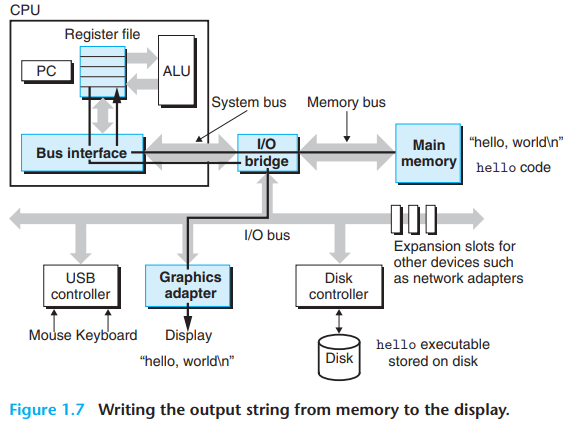 CPU
Register file
PC
ALU
System bus
Memory bus
Bus interface
I/O
bridge
Main
memory
"hello, world\n"
hello code
I/O bus
Expansion slots for
other devices such
as network adapters
USB
controller
Graphics
adapter
Disk
controller
Mouse Keyboard
Display
"hello, world\n"
Disk
hello executable
stored on disk
Figure 1.7 Writing the output string from memory to the display.